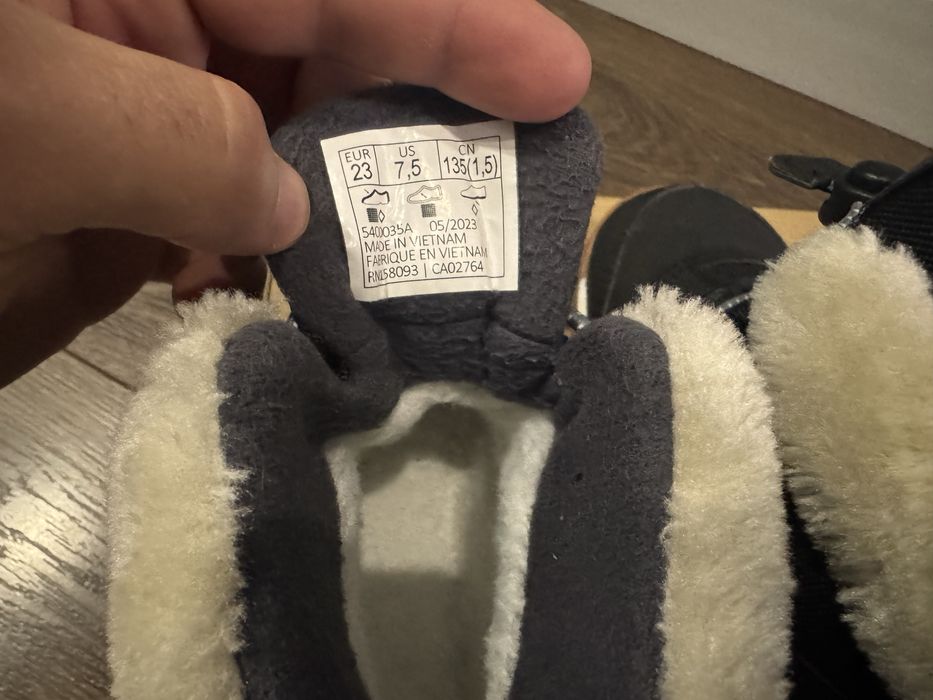 EUR US CN
23 7,5 135(1,5)
540035A 05/2023
MADE IN VIETNAM
FABRIQUE EN VIETNAM
RN158093 | CA02764